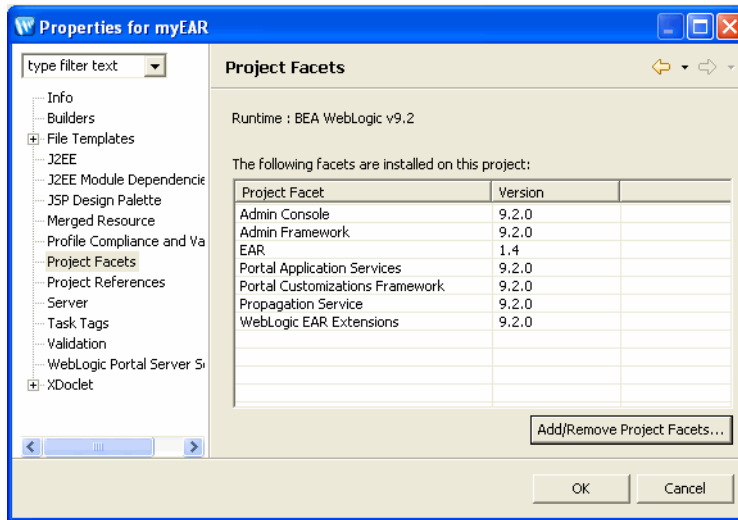 Properties for myEAR
type filter text
Info
Builders
File Templates
J2EE
J2EE Module Dependencie
JSP Design Palette
Merged Resource
Profile Compliance and Va
Project Facets
Project References
Server
Task Tags
Validation
WebLogic Portal Server S
XDoclet
Project Facets
Runtime : BEA WebLogic v9.2
The following facets are installed on this project:
Project Facet Version
Admin Console 9.2.0
Admin Framework 9.2.0
EAR 1.4
Portal Application Services 9.2.0
Portal Customizations Framework 9.2.0
Propagation Service 9.2.0
WebLogic EAR Extensions 9.2.0
Add/Remove Project Facets...
OK Cancel